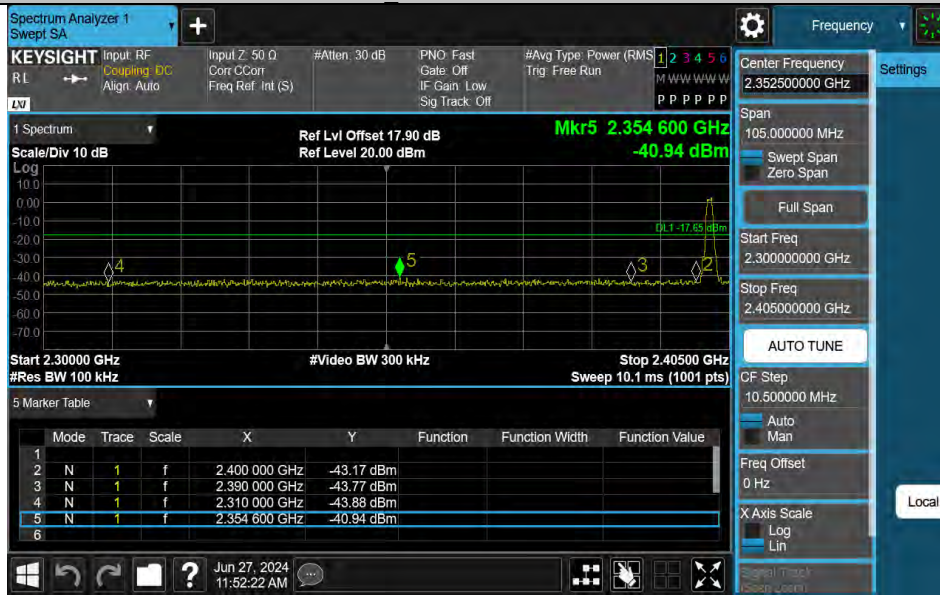 Spectrum Analyzer 1
Swept SA
+
Frequency
KEYSIGHT
RL
LXI
Input: RF
Coupling: DC
Align: Auto
Input Z: 50 Ω
Corr CCorr
Freq Ref: Int (S)
#Atten: 30 dB
PNO: Fast
Gate: Off
IF Gain: Low
Sig Track: Off
#Avg Type: Power (RMS
Trig: Free Run
1 2 3 4 5 6
M W W W W W
P P P P P P
1 Spectrum
Scale/Div 10 dB
Ref Lvl Offset 17.90 dB
Ref Level 20.00 dBm
Mkr5 2.354 600 GHz
-40.94 dBm
Log
10.0
0.00
-10.0
-20.0
-30.0
-40.0
-50.0
-60.0
-70.0
DL1 -17.65 dBm
4
5
3
2
Start 2.30000 GHz
#Res BW 100 kHz
#Video BW 300 kHz
Stop 2.40500 GHz
Sweep 10.1 ms (1001 pts)
5 Marker Table
Mode Trace Scale X Y Function Function Width Function Value
1
2 N 1 f 2.400 000 GHz -43.17 dBm
3 N 1 f 2.390 000 GHz -43.77 dBm
4 N 1 f 2.310 000 GHz -43.88 dBm
5 N 1 f 2.354 600 GHz -40.94 dBm
6
?
Jun 27, 2024
11:52:22 AM
Center Frequency
2.352500000 GHz
Settings
Span
105.000000 MHz
Swept Span
Zero Span
Full Span
Start Freq
2.300000000 GHz
Stop Freq
2.405000000 GHz
AUTO TUNE
CF Step
10.500000 MHz
Auto
Man
Freq Offset
0 Hz
X Axis Scale
Log
Lin
Local
Signal Track
(Span Zoom)